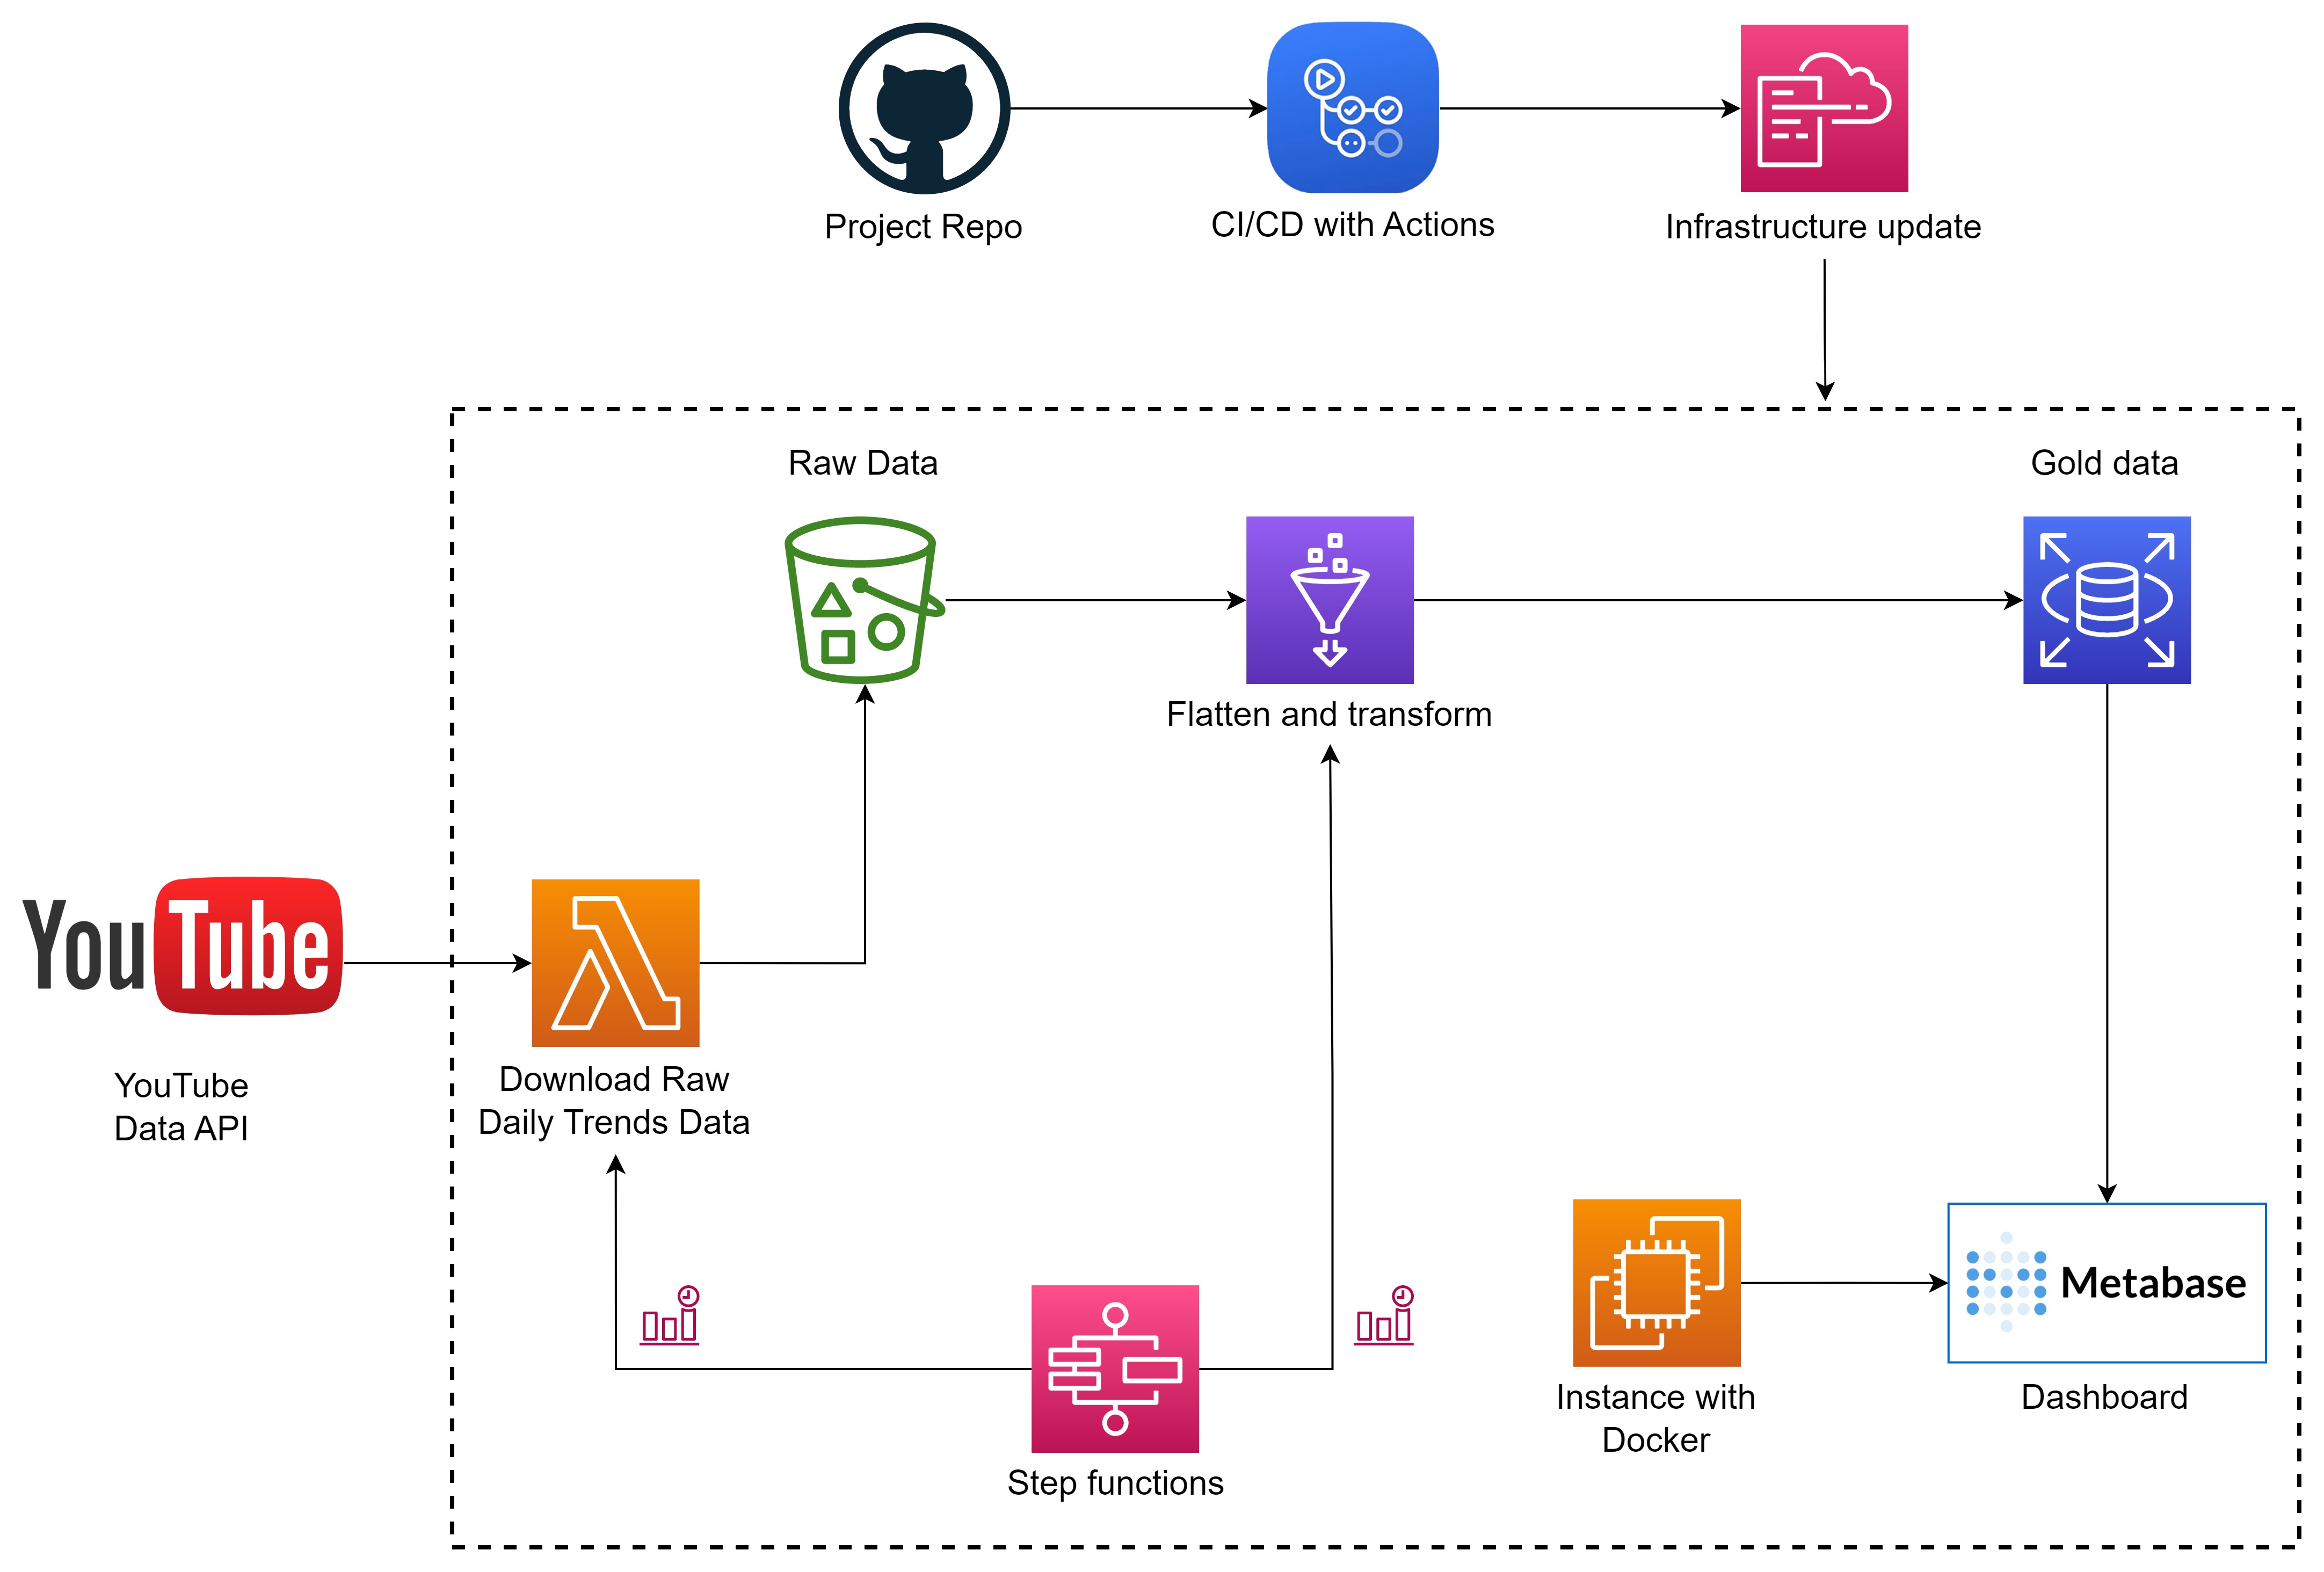 Project Repo
CI/CD with Actions
Infrastructure update
Raw Data
Gold data
Flatten and transform
YouTube
YouTube
Data API
Download Raw
Daily Trends Data
Step functions
Instance with
Docker
Metabase
Dashboard